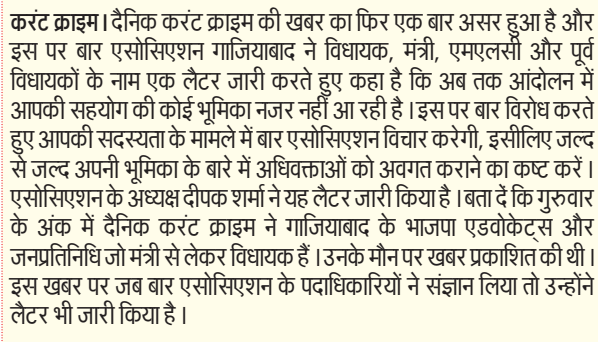 करंट क्राइम। दैनिक करंट क्राइम की खबर का फिर एक बार असर हुआ है और
इस पर बार एसोसिएशन गाजियाबाद ने विधायक, मंत्री, एमएलसी और पूर्व
विधायकों के नाम एक लैटर जारी करते हुए कहा है कि अब तक आंदोलन में
आपकी सहयोग की कोई भूमिका नजर नहीं आ रही है। इस पर बार विरोध करते
हुए आपकी सदस्यता के मामले में बार एसोसिएशन विचार करेगी, इसीलिए जल्द
से जल्द अपनी भूमिका के बारे में अधिवक्ताओं को अवगत कराने का कष्ट करें।
एसोसिएशन के अध्यक्ष दीपक शर्मा ने यह लैटर जारी किया है। बता दें कि गुरुवार
के अंक में दैनिक करंट क्राइम ने गाजियाबाद के भाजपा एडवोकेट्स और
जनप्रतिनिधि जो मंत्री से लेकर विधायक हैं। उनके मौन पर खबर प्रकाशित की थी।
इस खबर पर जब बार एसोसिएशन के पदाधिकारियों ने संज्ञान लिया तो उन्होंने
लैटर भी जारी किया है।